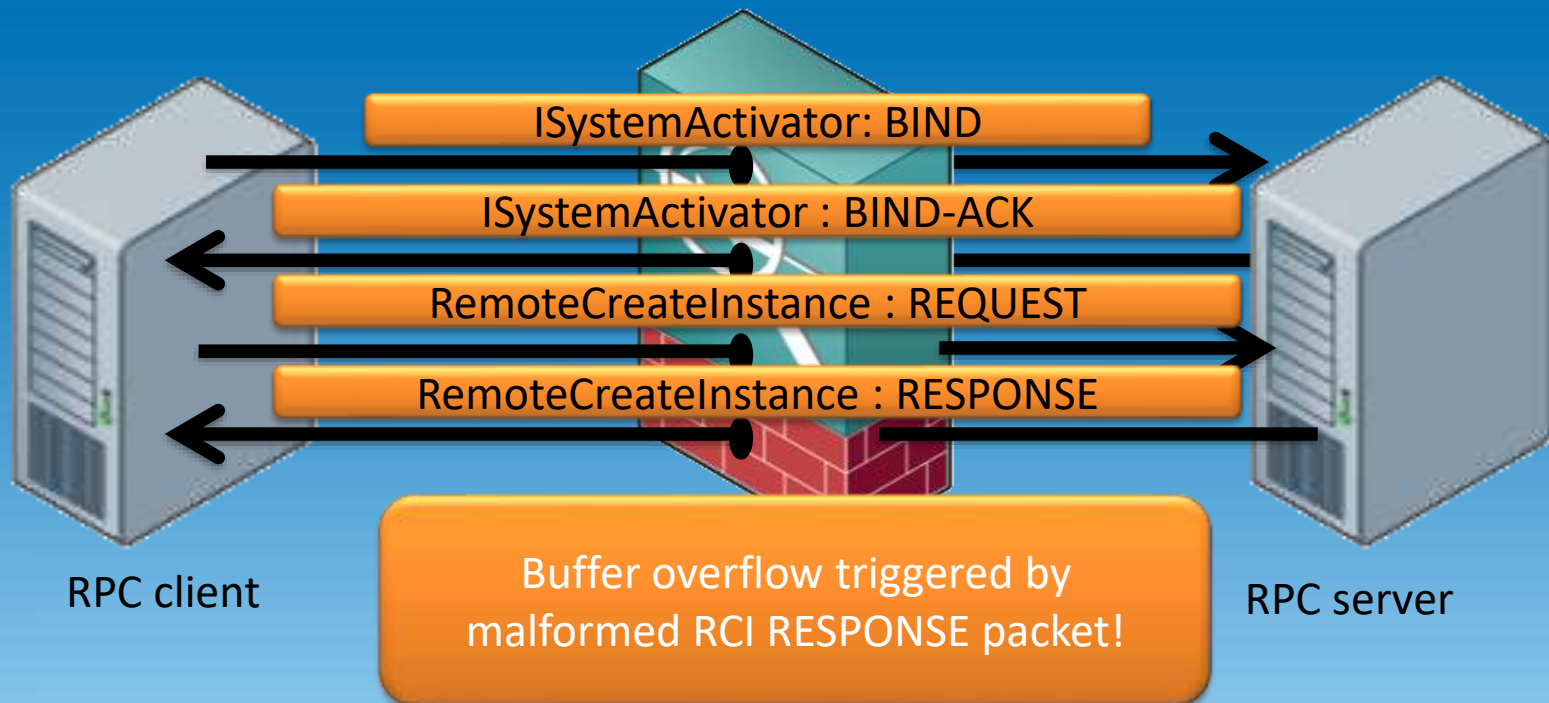 ISystemActivator: BIND
ISystemActivator : BIND-ACK
RemoteCreateInstance : REQUEST
RemoteCreateInstance : RESPONSE
RPC client
Buffer overflow triggered by
malformed RCI RESPONSE packet!
RPC server